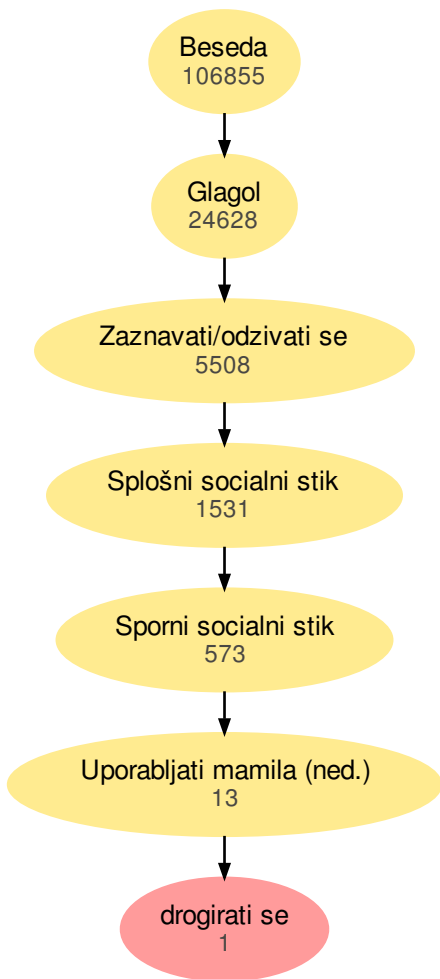 Beseda
106855
Glagol
24628
Zaznavati/odzivati se
5508
Splošni socialni stik
1531
Sporni socialni stik
573
Uporabljati mamila (ned.)
13
drogirati se
1